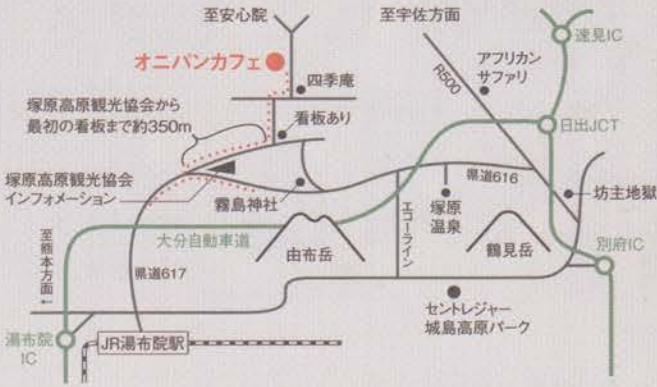 至安心院
至宇佐方面
速見IC
オニパンカフェ
アフリカン
サファリ
四季庵
R500
塚原高原観光協会から
最初の看板まで約350m
看板あり
日出JCT
塚原高原観光協会
インフォメーション
霧島神社
県道616
エコーライン
塚原
温泉
坊主地獄
至熊本方面←
大分自動車道
由布岳
鶴見岳
別府IC
県道617
セントレジャー
城島高原パーク
湯布院
IC
JR湯布院駅